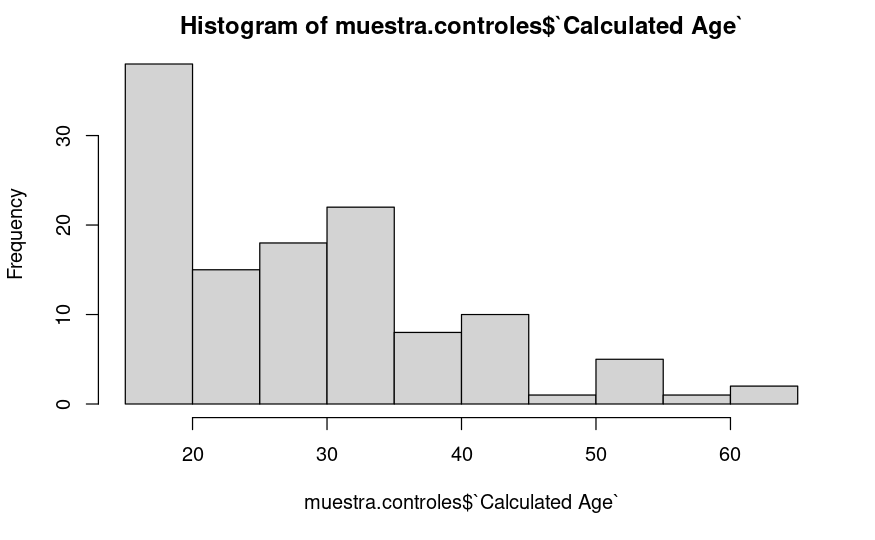 Histogram of muestra.controles$`Calculated Age`
Frequency
30
20
10
0
20 30 40 50 60
muestra.controles$`Calculated Age`